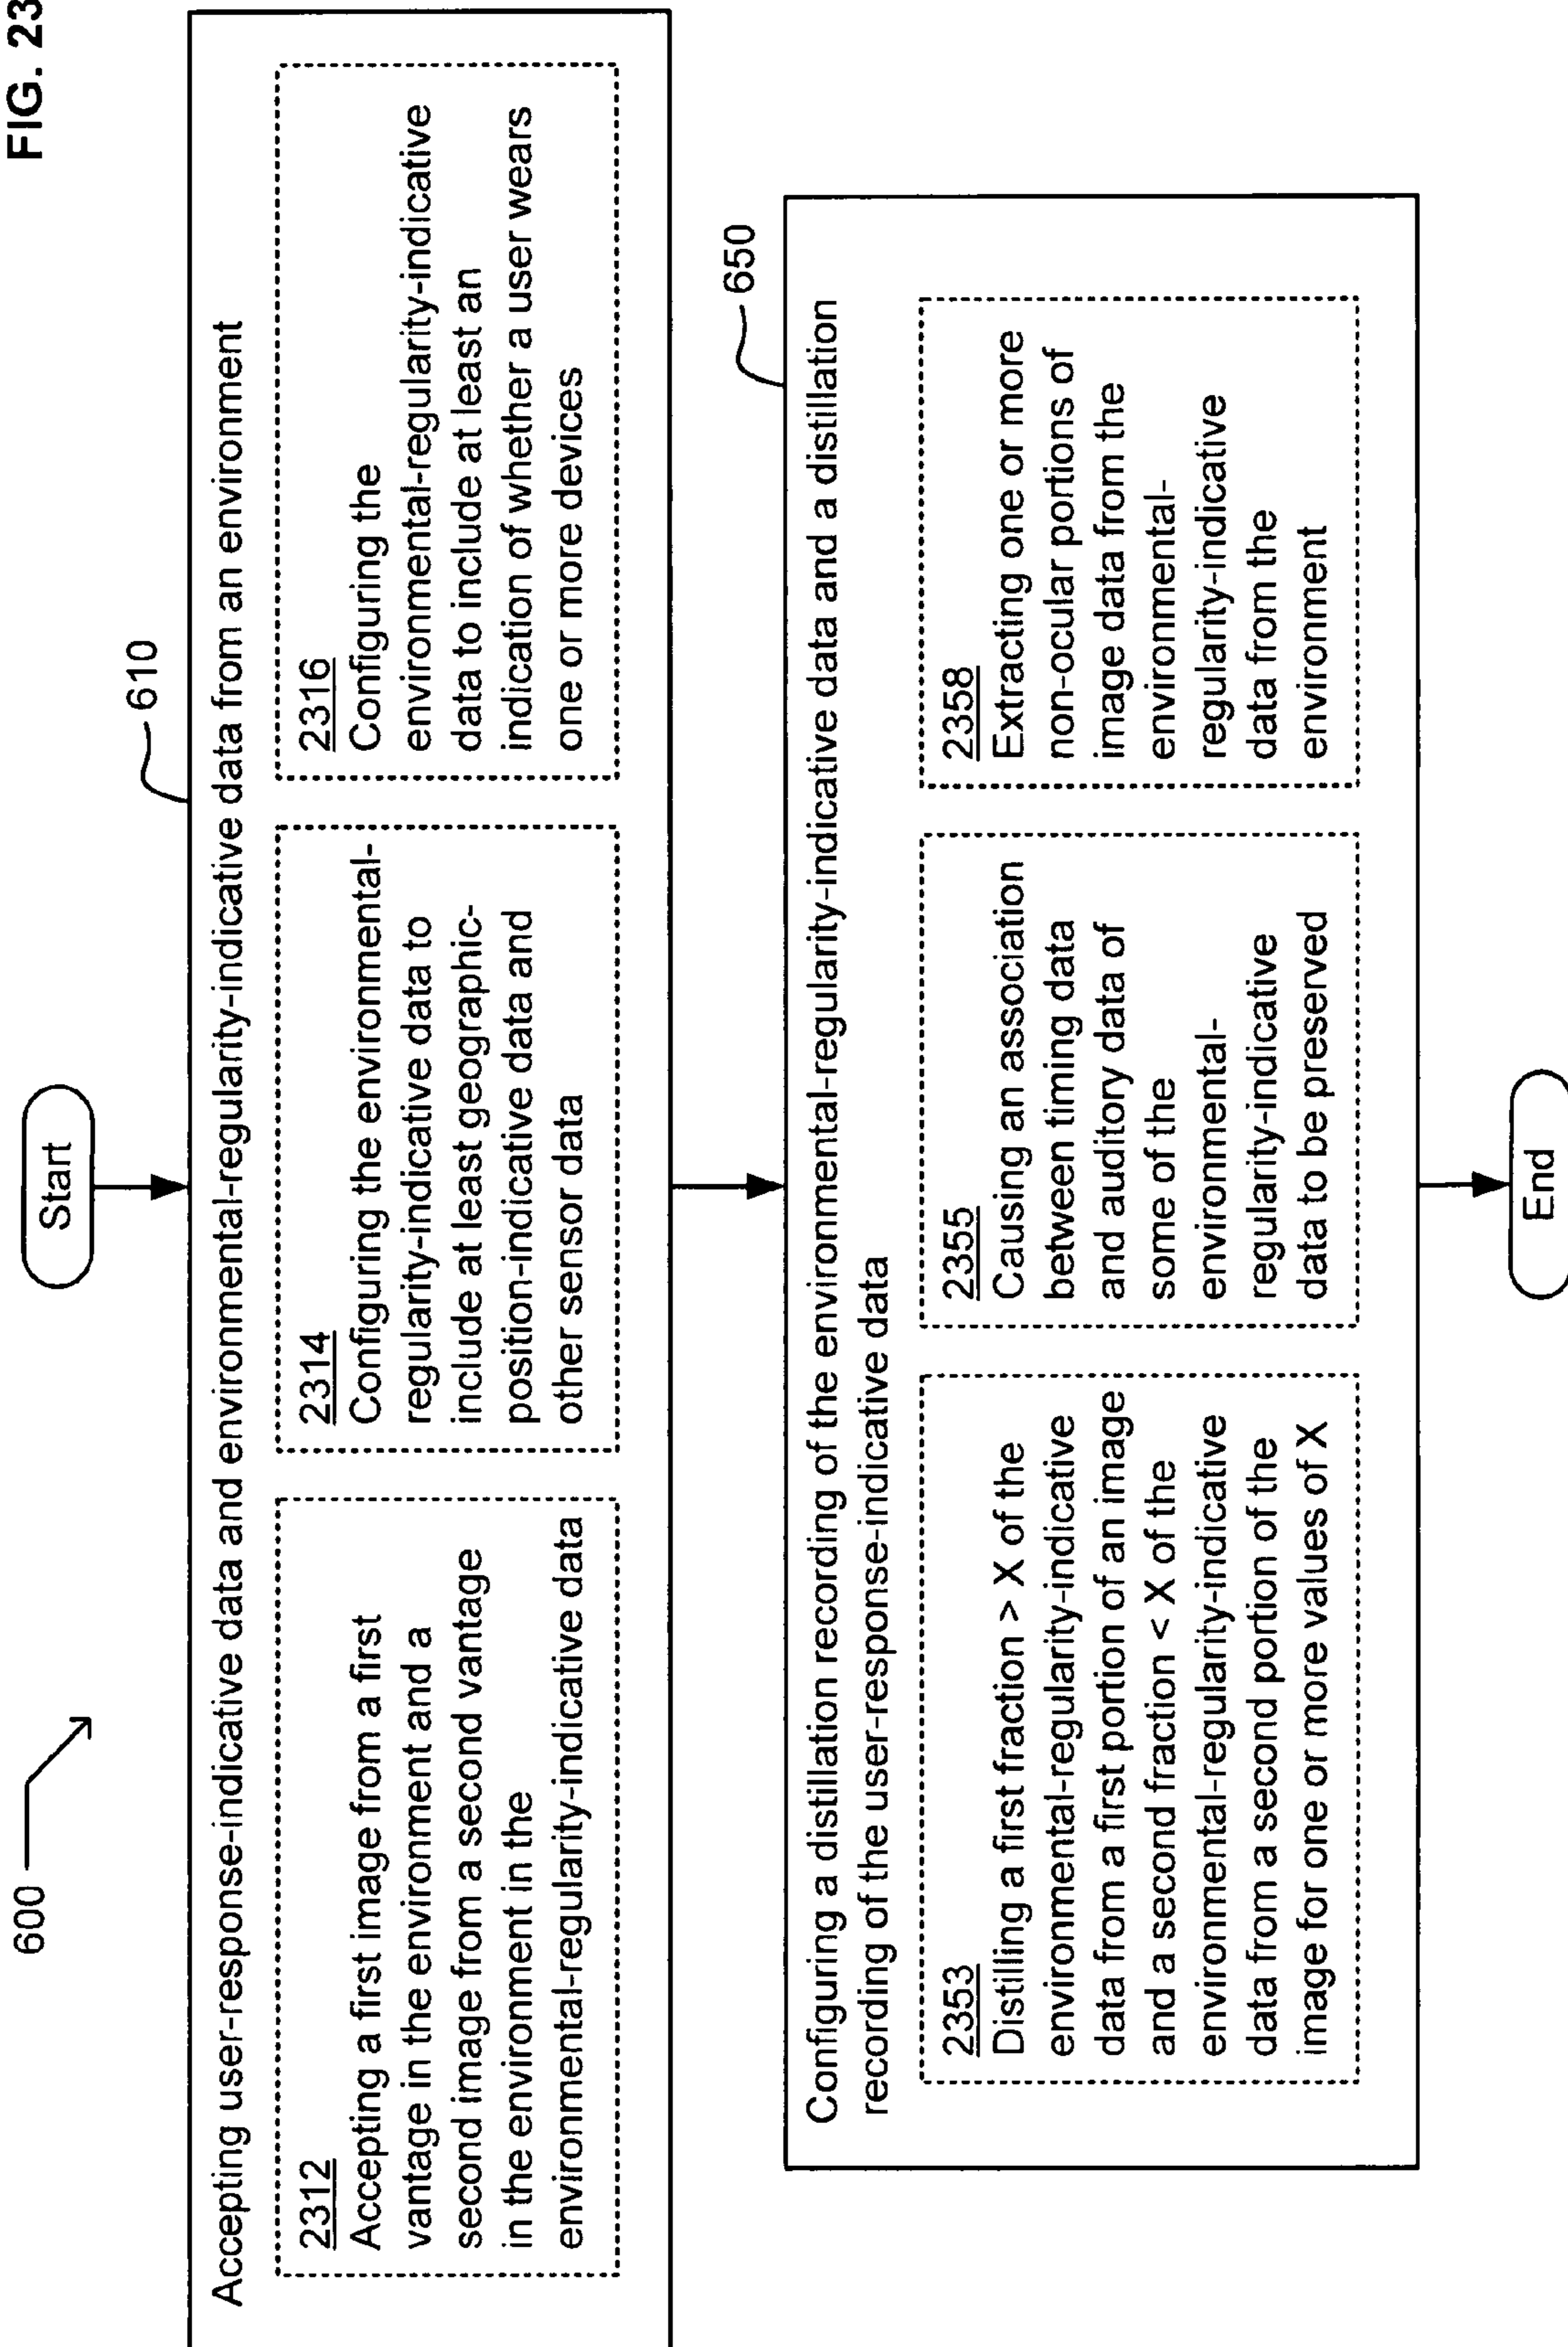 FIG. 23
600
Start
610
Accepting user-response-indicative data and environmental-regularity-indicative data from an environment
2312
Accepting a first image from a first
vantage in the environment and a
second image from a second vantage
in the environment in the
environmental-regularity-indicative data
2314
Configuring the environmental-
regularity-indicative data to
include at least geographic-
position-indicative data and
other sensor data
2316
Configuring the
environmental-regularity-indicative
data to include at least an
indication of whether a user wears
one or more devices
650
Configuring a distillation recording of the environmental-regularity-indicative data and a distillation
recording of the user-response-indicative data
2353
Distilling a first fraction > X of the
environmental-regularity-indicative
data from a first portion of an image
and a second fraction < X of the
environmental-regularity-indicative
data from a second portion of the
image for one or more values of X
2355
Causing an association
between timing data
and auditory data of
some of the
environmental-
regularity-indicative
data to be preserved
2358
Extracting one or more
non-ocular portions of
image data from the
environmental-
regularity-indicative
data from the
environment
End